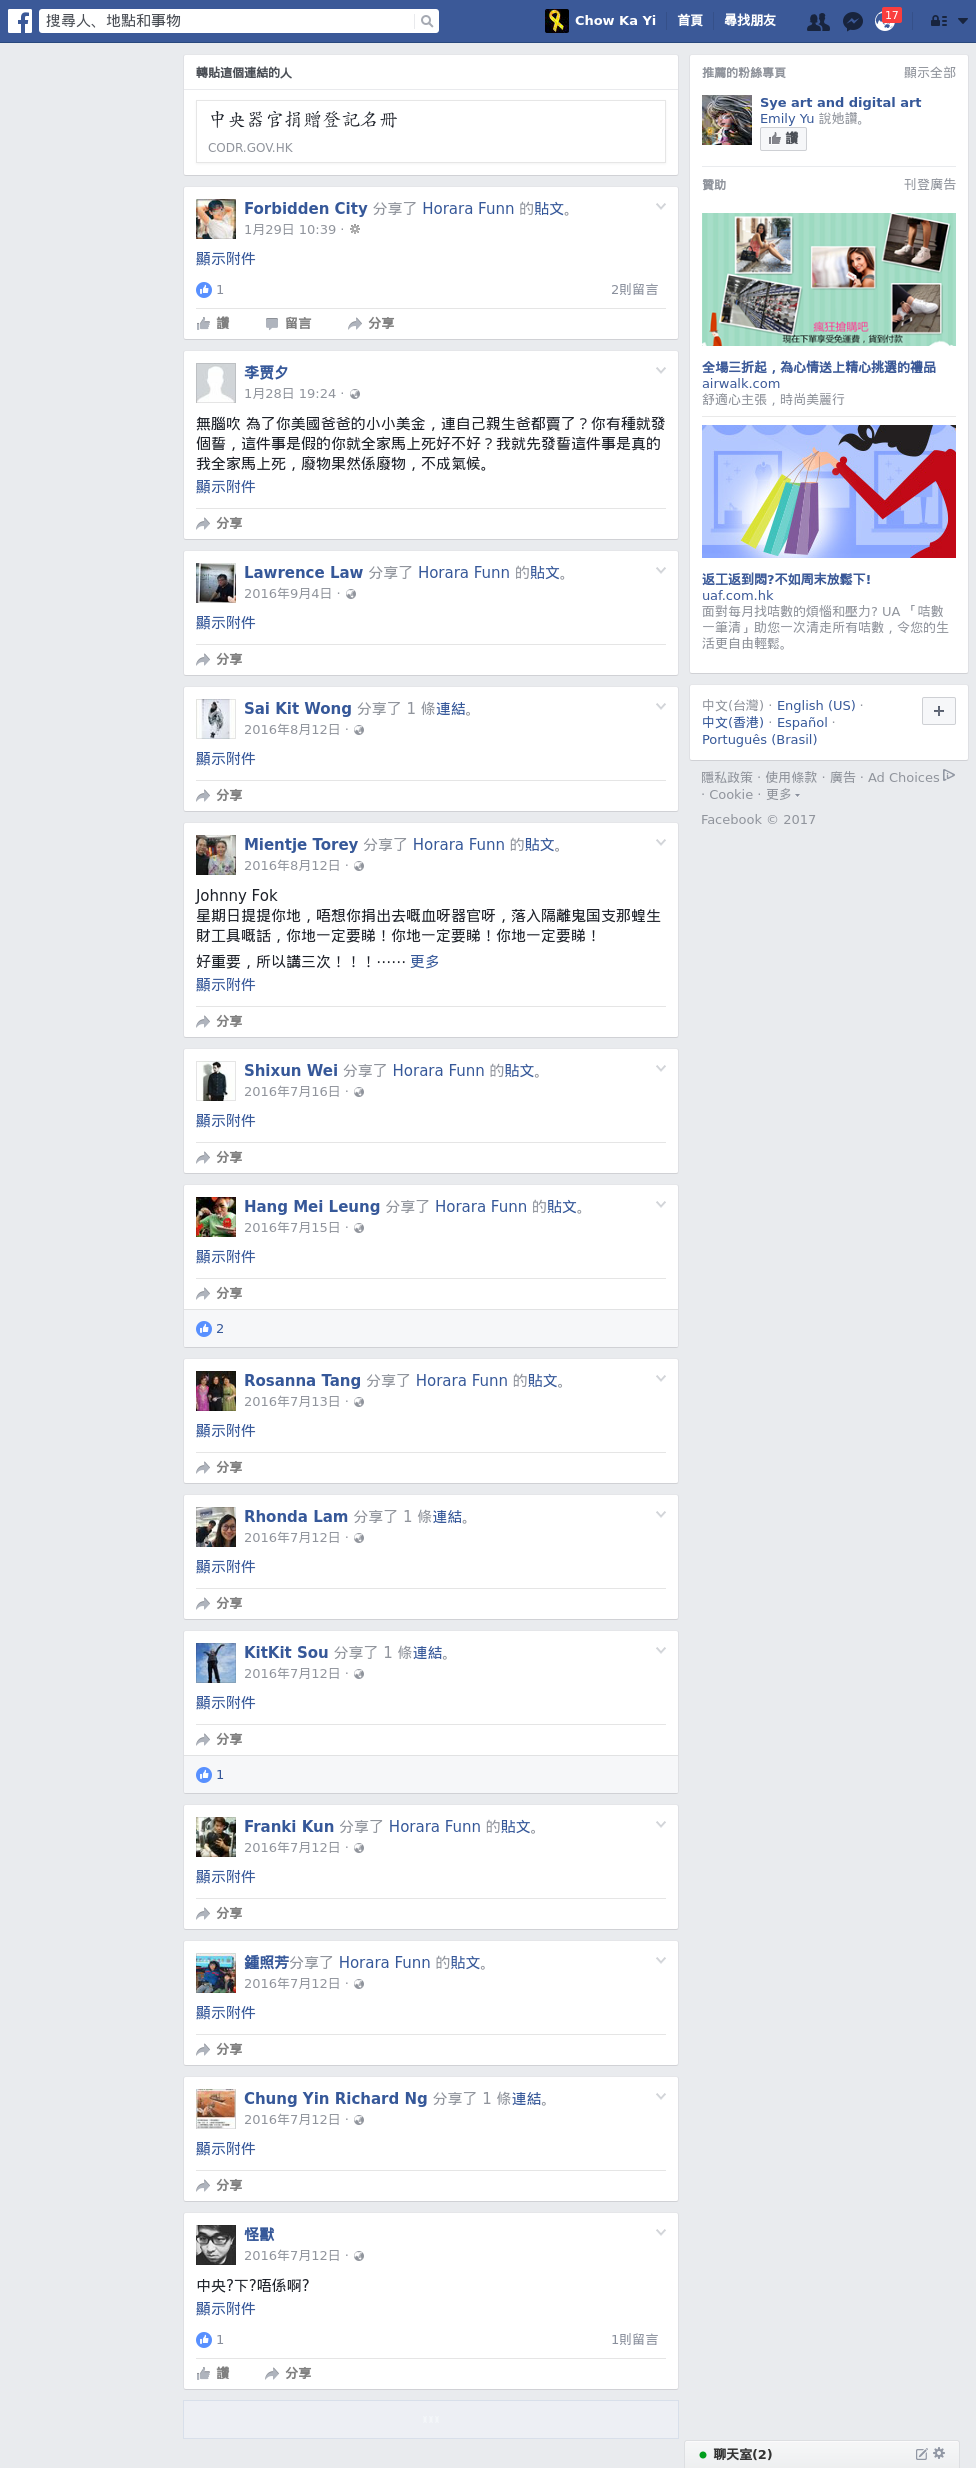 搜尋人、地點和事物
Chow Ka Yi
首頁
尋找朋友
17
轉貼這個連結的人
中央器官捐贈登記名冊
CODR.GOV.HK
Forbidden City 分享了 Horara Funn 的貼文。
1月29日 10:39 ·
顯示附件
1
2則留言
讚 留言 分享
李贾夕
1月28日 19:24 ·
無腦吹 為了你美國爸爸的小小美金，連自己親生爸都賣了？你有種就發
個誓，這件事是假的你就全家馬上死好不好？我就先發誓這件事是真的
我全家馬上死，廢物果然係廢物，不成氣候。
顯示附件
分享
Lawrence Law 分享了 Horara Funn 的貼文。
2016年9月4日 ·
顯示附件
分享
Sai Kit Wong 分享了 1 條連結。
2016年8月12日 ·
顯示附件
分享
Mientje Torey 分享了 Horara Funn 的貼文。
2016年8月12日 ·
Johnny Fok
星期日提提你地，唔想你捐出去嘅血呀器官呀，落入隔離鬼国支那蝗生
財工具嘅話，你地一定要睇！你地一定要睇！你地一定要睇！
好重要，所以講三次！！！⋯⋯ 更多
顯示附件
分享
Shixun Wei 分享了 Horara Funn 的貼文。
2016年7月16日 ·
顯示附件
分享
Hang Mei Leung 分享了 Horara Funn 的貼文。
2016年7月15日 ·
顯示附件
分享
2
Rosanna Tang 分享了 Horara Funn 的貼文。
2016年7月13日 ·
顯示附件
分享
Rhonda Lam 分享了 1 條連結。
2016年7月12日 ·
顯示附件
分享
KitKit Sou 分享了 1 條連結。
2016年7月12日 ·
顯示附件
分享
1
Franki Kun 分享了 Horara Funn 的貼文。
2016年7月12日 ·
顯示附件
分享
鍾照芳分享了 Horara Funn 的貼文。
2016年7月12日 ·
顯示附件
分享
Chung Yin Richard Ng 分享了 1 條連結。
2016年7月12日 ·
顯示附件
分享
怪獸
2016年7月12日 ·
中央?下?唔係啊?
顯示附件
1
1則留言
讚 分享
推薦的粉絲專頁 顯示全部
Sye art and digital art
Emily Yu 說她讚。
讚
贊助 刊登廣告
瘋狂搶購吧
現在下單享受免運費，貨到付款
全場三折起，為心情送上精心挑選的禮品
airwalk.com
舒適心主張，時尚美麗行
返工返到悶?不如周末放鬆下!
uaf.com.hk
面對每月找咭數的煩惱和壓力? UA 「咭數
一筆清」助您一次清走所有咭數，令您的生
活更自由輕鬆。
中文(台灣) · English (US) ·
中文(香港) · Español ·
Português (Brasil)
隱私政策 · 使用條款 · 廣告 · Ad Choices
· Cookie · 更多
Facebook © 2017
聊天室(2)